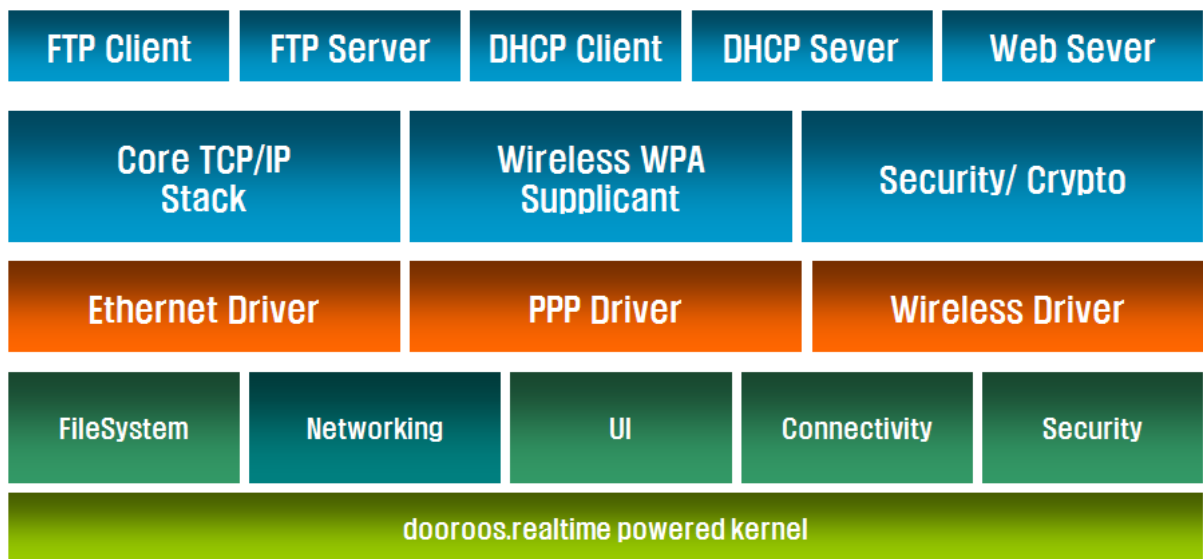 FTP Client
FTP Server
DHCP Client
DHCP Sever
Web Sever
Core TCP/IP
Stack
Wireless WPA
Supplicant
Security/ Crypto
Ethernet Driver
PPP Driver
Wireless Driver
FileSystem
Networking
UI
Connectivity
Security
dooroos.realtime powered kernel